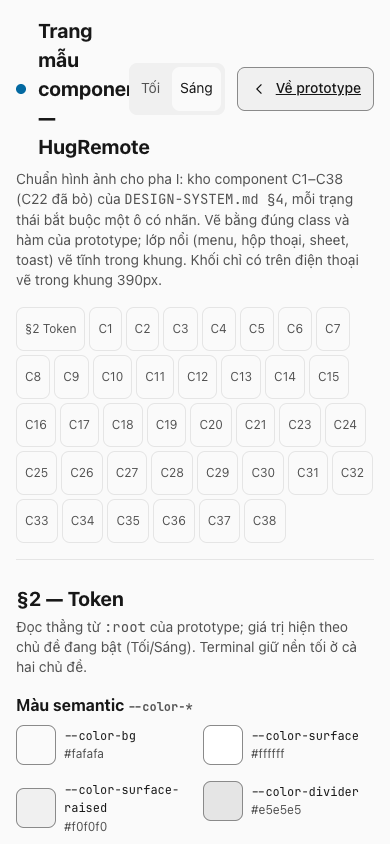 Trang
mẫu
componen
—
HugRemote
Tối
Sáng
Về prototype
Chuẩn hình ảnh cho pha I: kho component C1–C38
(C22 đã bỏ) của DESIGN-SYSTEM.md §4, mỗi trạng
thái bắt buộc một ô có nhãn. Vẽ bằng đúng class và
hàm của prototype; lớp nổi (menu, hộp thoại, sheet,
toast) vẽ tĩnh trong khung. Khối chỉ có trên điện thoại
vẽ trong khung 390px.
§2 Token C1 C2 C3 C4 C5 C6 C7
C8 C9 C10 C11 C12 C13 C14 C15
C16 C17 C18 C19 C20 C21 C23 C24
C25 C26 C27 C28 C29 C30 C31 C32
C33 C34 C35 C36 C37 C38
§2 — Token
Đọc thẳng từ :root của prototype; giá trị hiện theo
chủ đề đang bật (Tối/Sáng). Terminal giữ nền tối ở cả
hai chủ đề.
Màu semantic --color-*
--color-bg
#fafafa
--color-surface
#ffffff
--color-surface-
raised
#f0f0f0
--color-divider
#e5e5e5